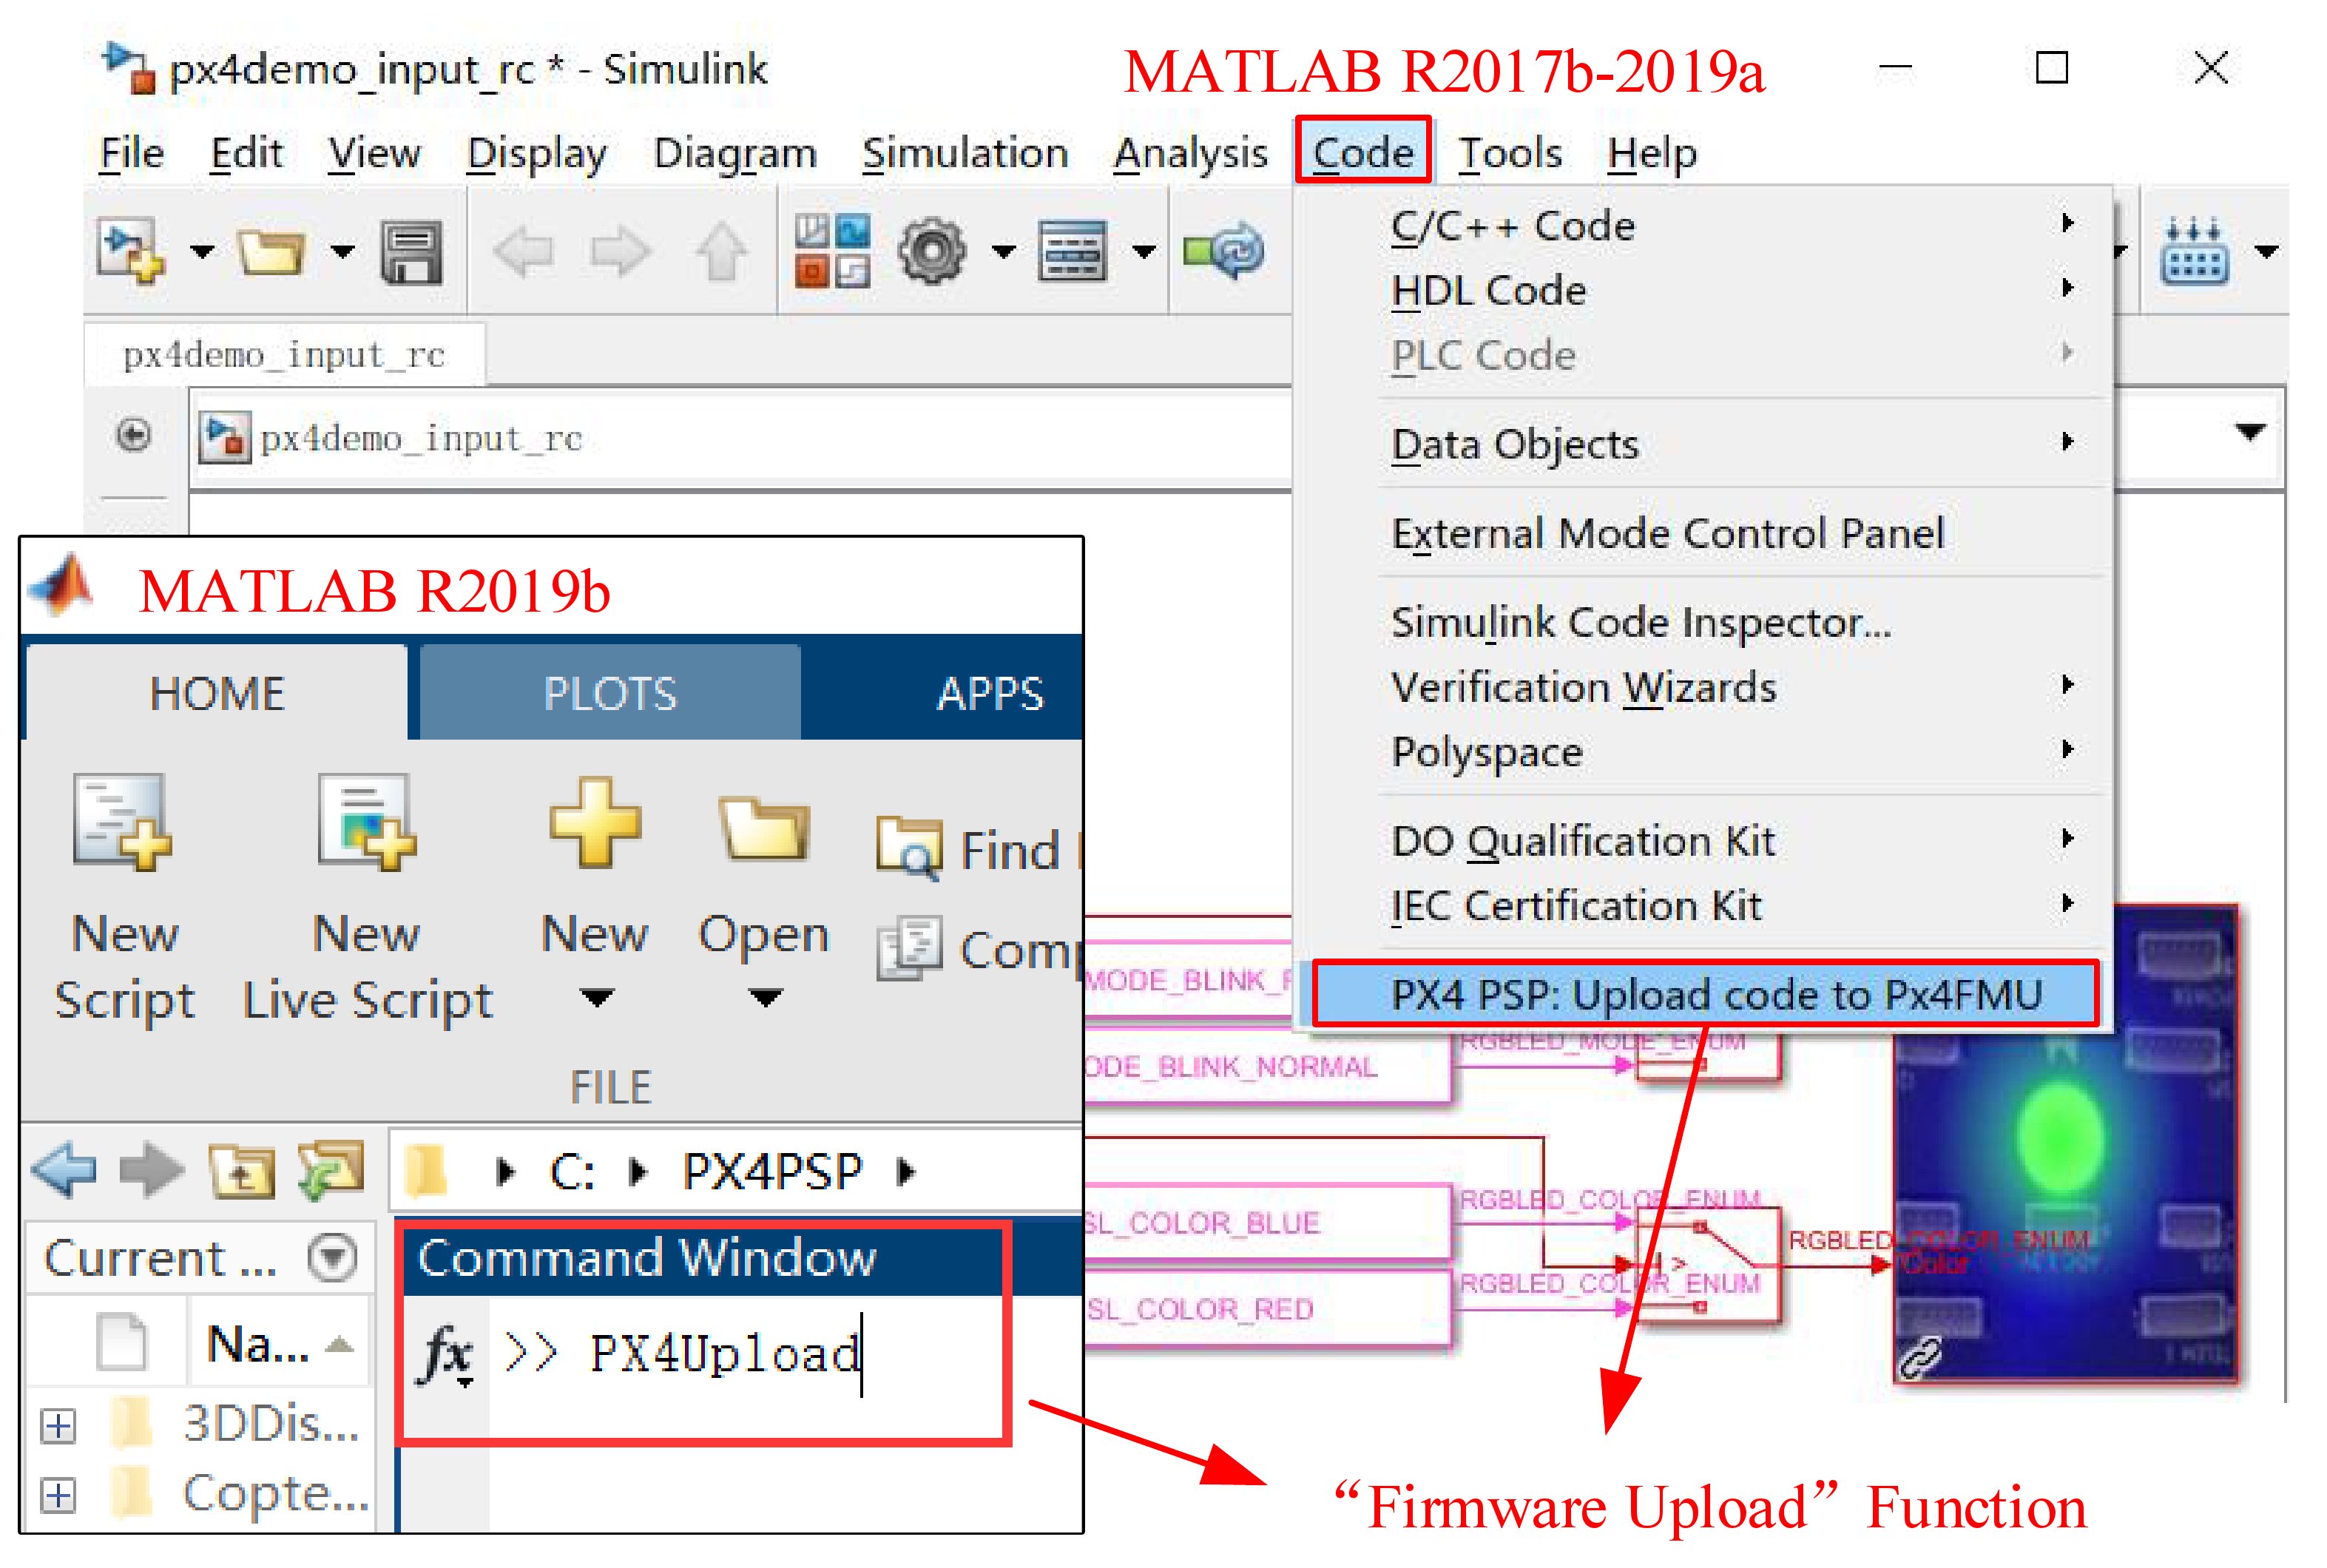 px4demo_input_rc * - Simulink
MATLAB R2017b-2019a
File Edit View Display Diagram Simulation Analysis Code Tools Help
px4demo_input_rc
px4demo_input_rc
C/C++ Code
HDL Code
PLC Code
Data Objects
External Mode Control Panel
Simulink Code Inspector...
Verification Wizards
Polyspace
DO Qualification Kit
IEC Certification Kit
PX4 PSP: Upload code to Px4FMU
MATLAB R2019b
HOME PLOTS APPS
New Script
New Live Script
New
Open
Find
Comp
FILE
C: PX4PSP
Current ...
Na...
3DDis...
Copte...
Command Window
fx >> PX4Upload
MODE_BLINK_F
ODE_BLINK_NORMAL
RGBLED_MODE_ENUM
SL_COLOR_BLUE
RGBLED_COLOR_ENUM
SL_COLOR_RED
RGBLED_COLOR_ENUM
>
RGBLED_COLOR_ENUM
Color
“Firmware Upload” Function